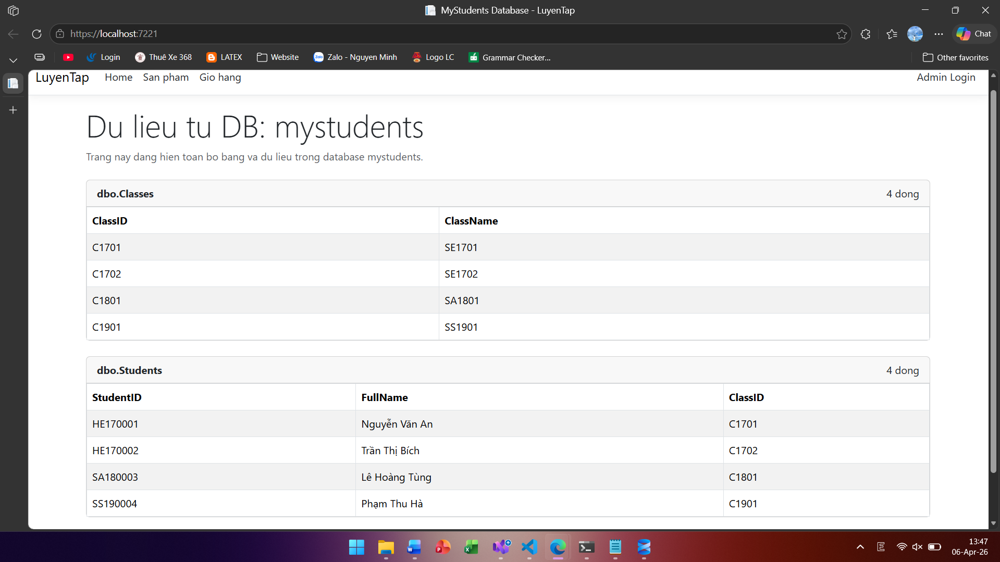 MyStudents Database - LuyenTap
https://localhost:7221
Chat
Login
Thuê Xe 368
LATEX
Website
Zalo - Nguyen Minh
Logo LC
Grammar Checker...
Other favorites
LuyenTap Home San pham Gio hang Admin Login
Du lieu tu DB: mystudents
Trang nay dang hien toan bo bang va du lieu trong database mystudents.
dbo.Classes 4 dong
ClassID ClassName
C1701 SE1701
C1702 SE1702
C1801 SA1801
C1901 SS1901
dbo.Students 4 dong
StudentID FullName ClassID
HE170001 Nguyễn Văn An C1701
HE170002 Trần Thị Bích C1702
SA180003 Lê Hoàng Tùng C1801
SS190004 Phạm Thu Hà C1901
E
13:47
06-Apr-26